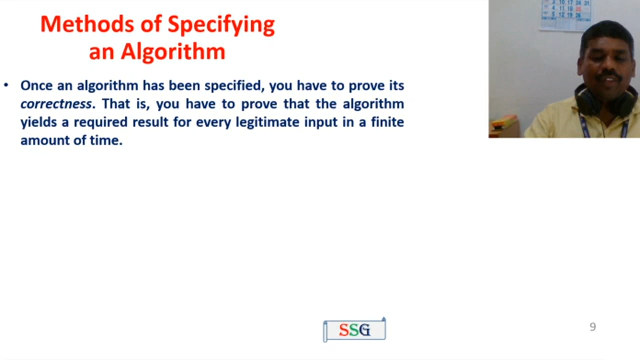 Methods of Specifying
an Algorithm
• Once an algorithm has been specified, you have to prove its
correctness. That is, you have to prove that the algorithm
yields a required result for every legitimate input in a finite
amount of time.
SSG
9